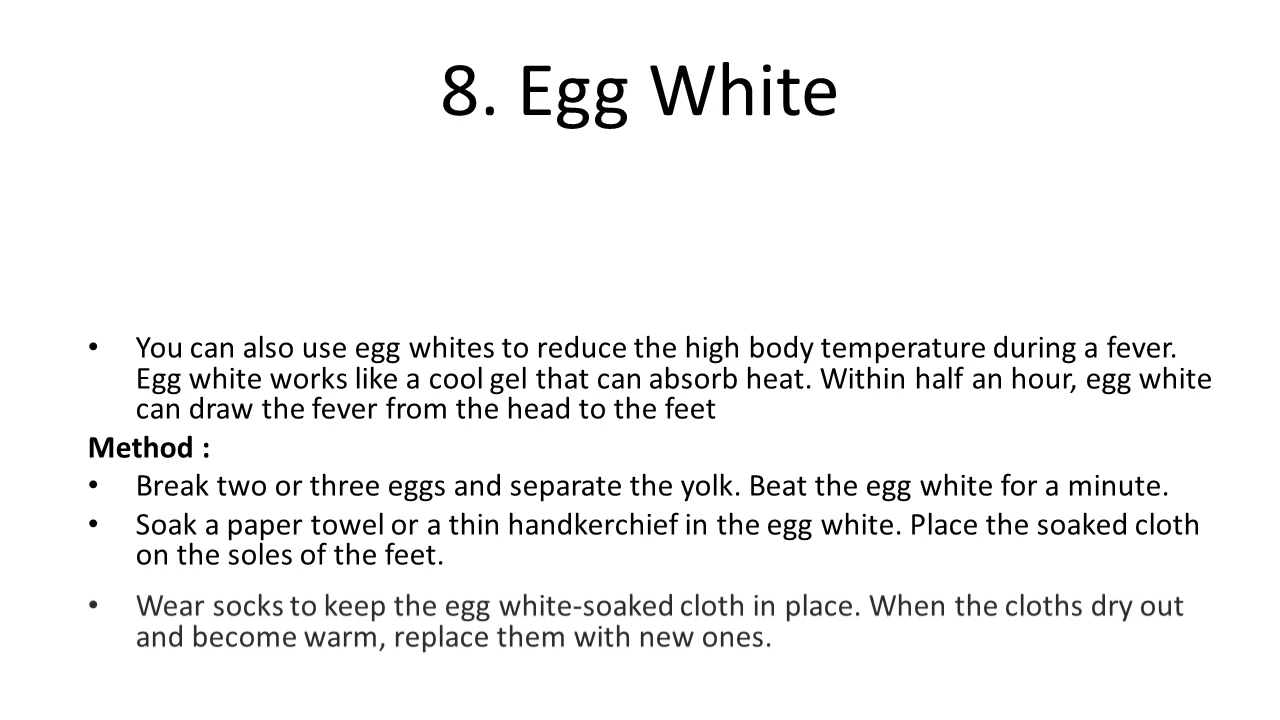 8. Egg White
• You can also use egg whites to reduce the high body temperature during a fever.
Egg white works like a cool gel that can absorb heat. Within half an hour, egg white
can draw the fever from the head to the feet
Method :
• Break two or three eggs and separate the yolk. Beat the egg white for a minute.
• Soak a paper towel or a thin handkerchief in the egg white. Place the soaked cloth
on the soles of the feet.
• Wear socks to keep the egg white-soaked cloth in place. When the cloths dry out
and become warm, replace them with new ones.